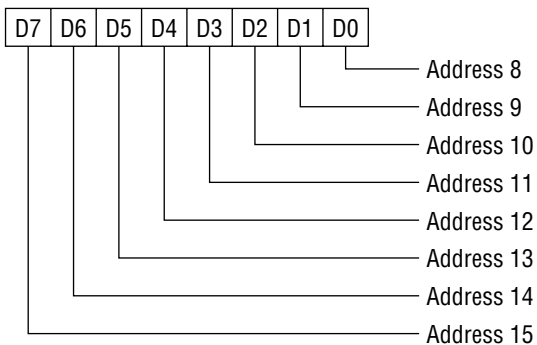 D7 D6 D5 D4 D3 D2 D1 D0
Address 8
Address 9
Address 10
Address 11
Address 12
Address 13
Address 14
Address 15